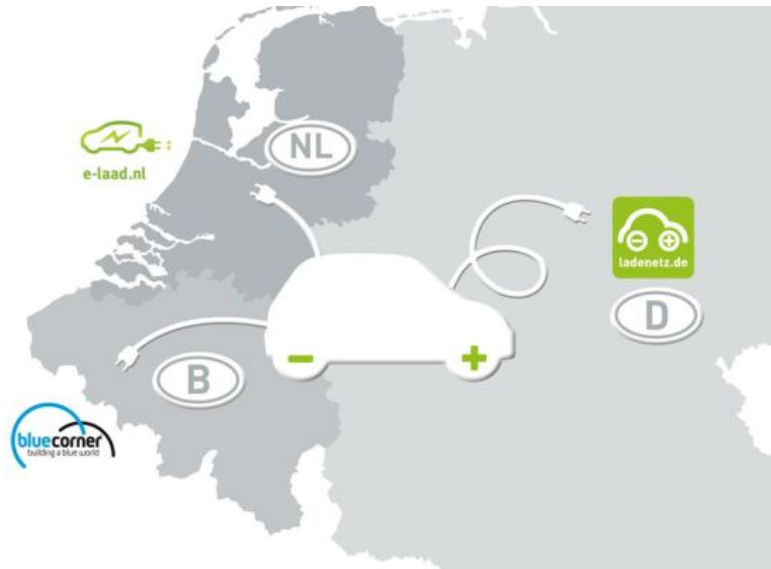 NL
e-laad.nl
ladenetz.de
D
B
bluecorner
building a blue world